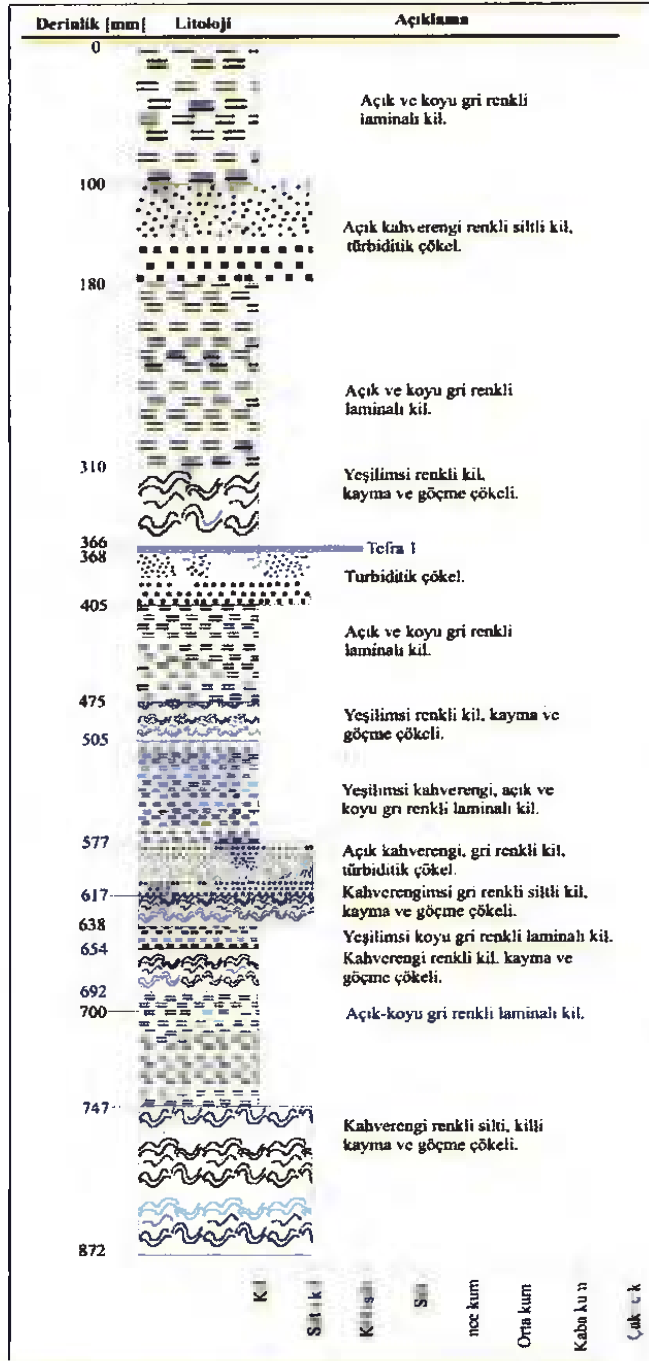 Derinlik [mm[ Litoloji Açıklama
0
Açık ve koyu gri renkli
laminalı kil.
100
Açık kahverengi renkli siltli kil,
türbiditik çökel.
180
Açık ve koyu gri renkli
laminalı kil.
310
Yeşilimsi renkli kil,
kayma ve göçme çökeli.
366
Tefra 1
368
Turbiditik çökel.
405
Açık ve koyu gri renkli
laminalı kil.
475
Yeşilimsi renkli kil, kayma ve
göçme çökeli.
505
Yeşilimsi kahverengi, açık ve
koyu gri renkli laminalı kil.
577
Açık kahverengi, gri renkli kil,
türbiditik çökel.
617
Kahverengimsi gri renkli siltli kil,
kayma ve göçme çökeli.
638
Yeşilimsi koyu gri renkli laminalı kil.
654
Kahverengi renkli kil, kayma ve
göçme çökeli.
692
700
Açık-koyu gri renkli laminalı kil.
747
Kahverengi renkli silti, killi
kayma ve göçme çökeli.
872
Kil
Orta kum